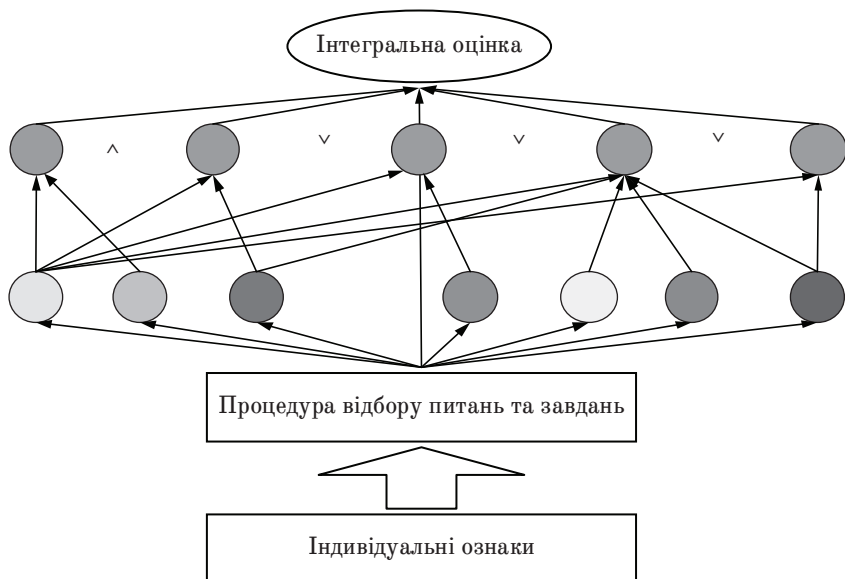 Інтегральна оцінка
^ v v v
Процедура відбору питань та завдань
Індивідуальні ознаки